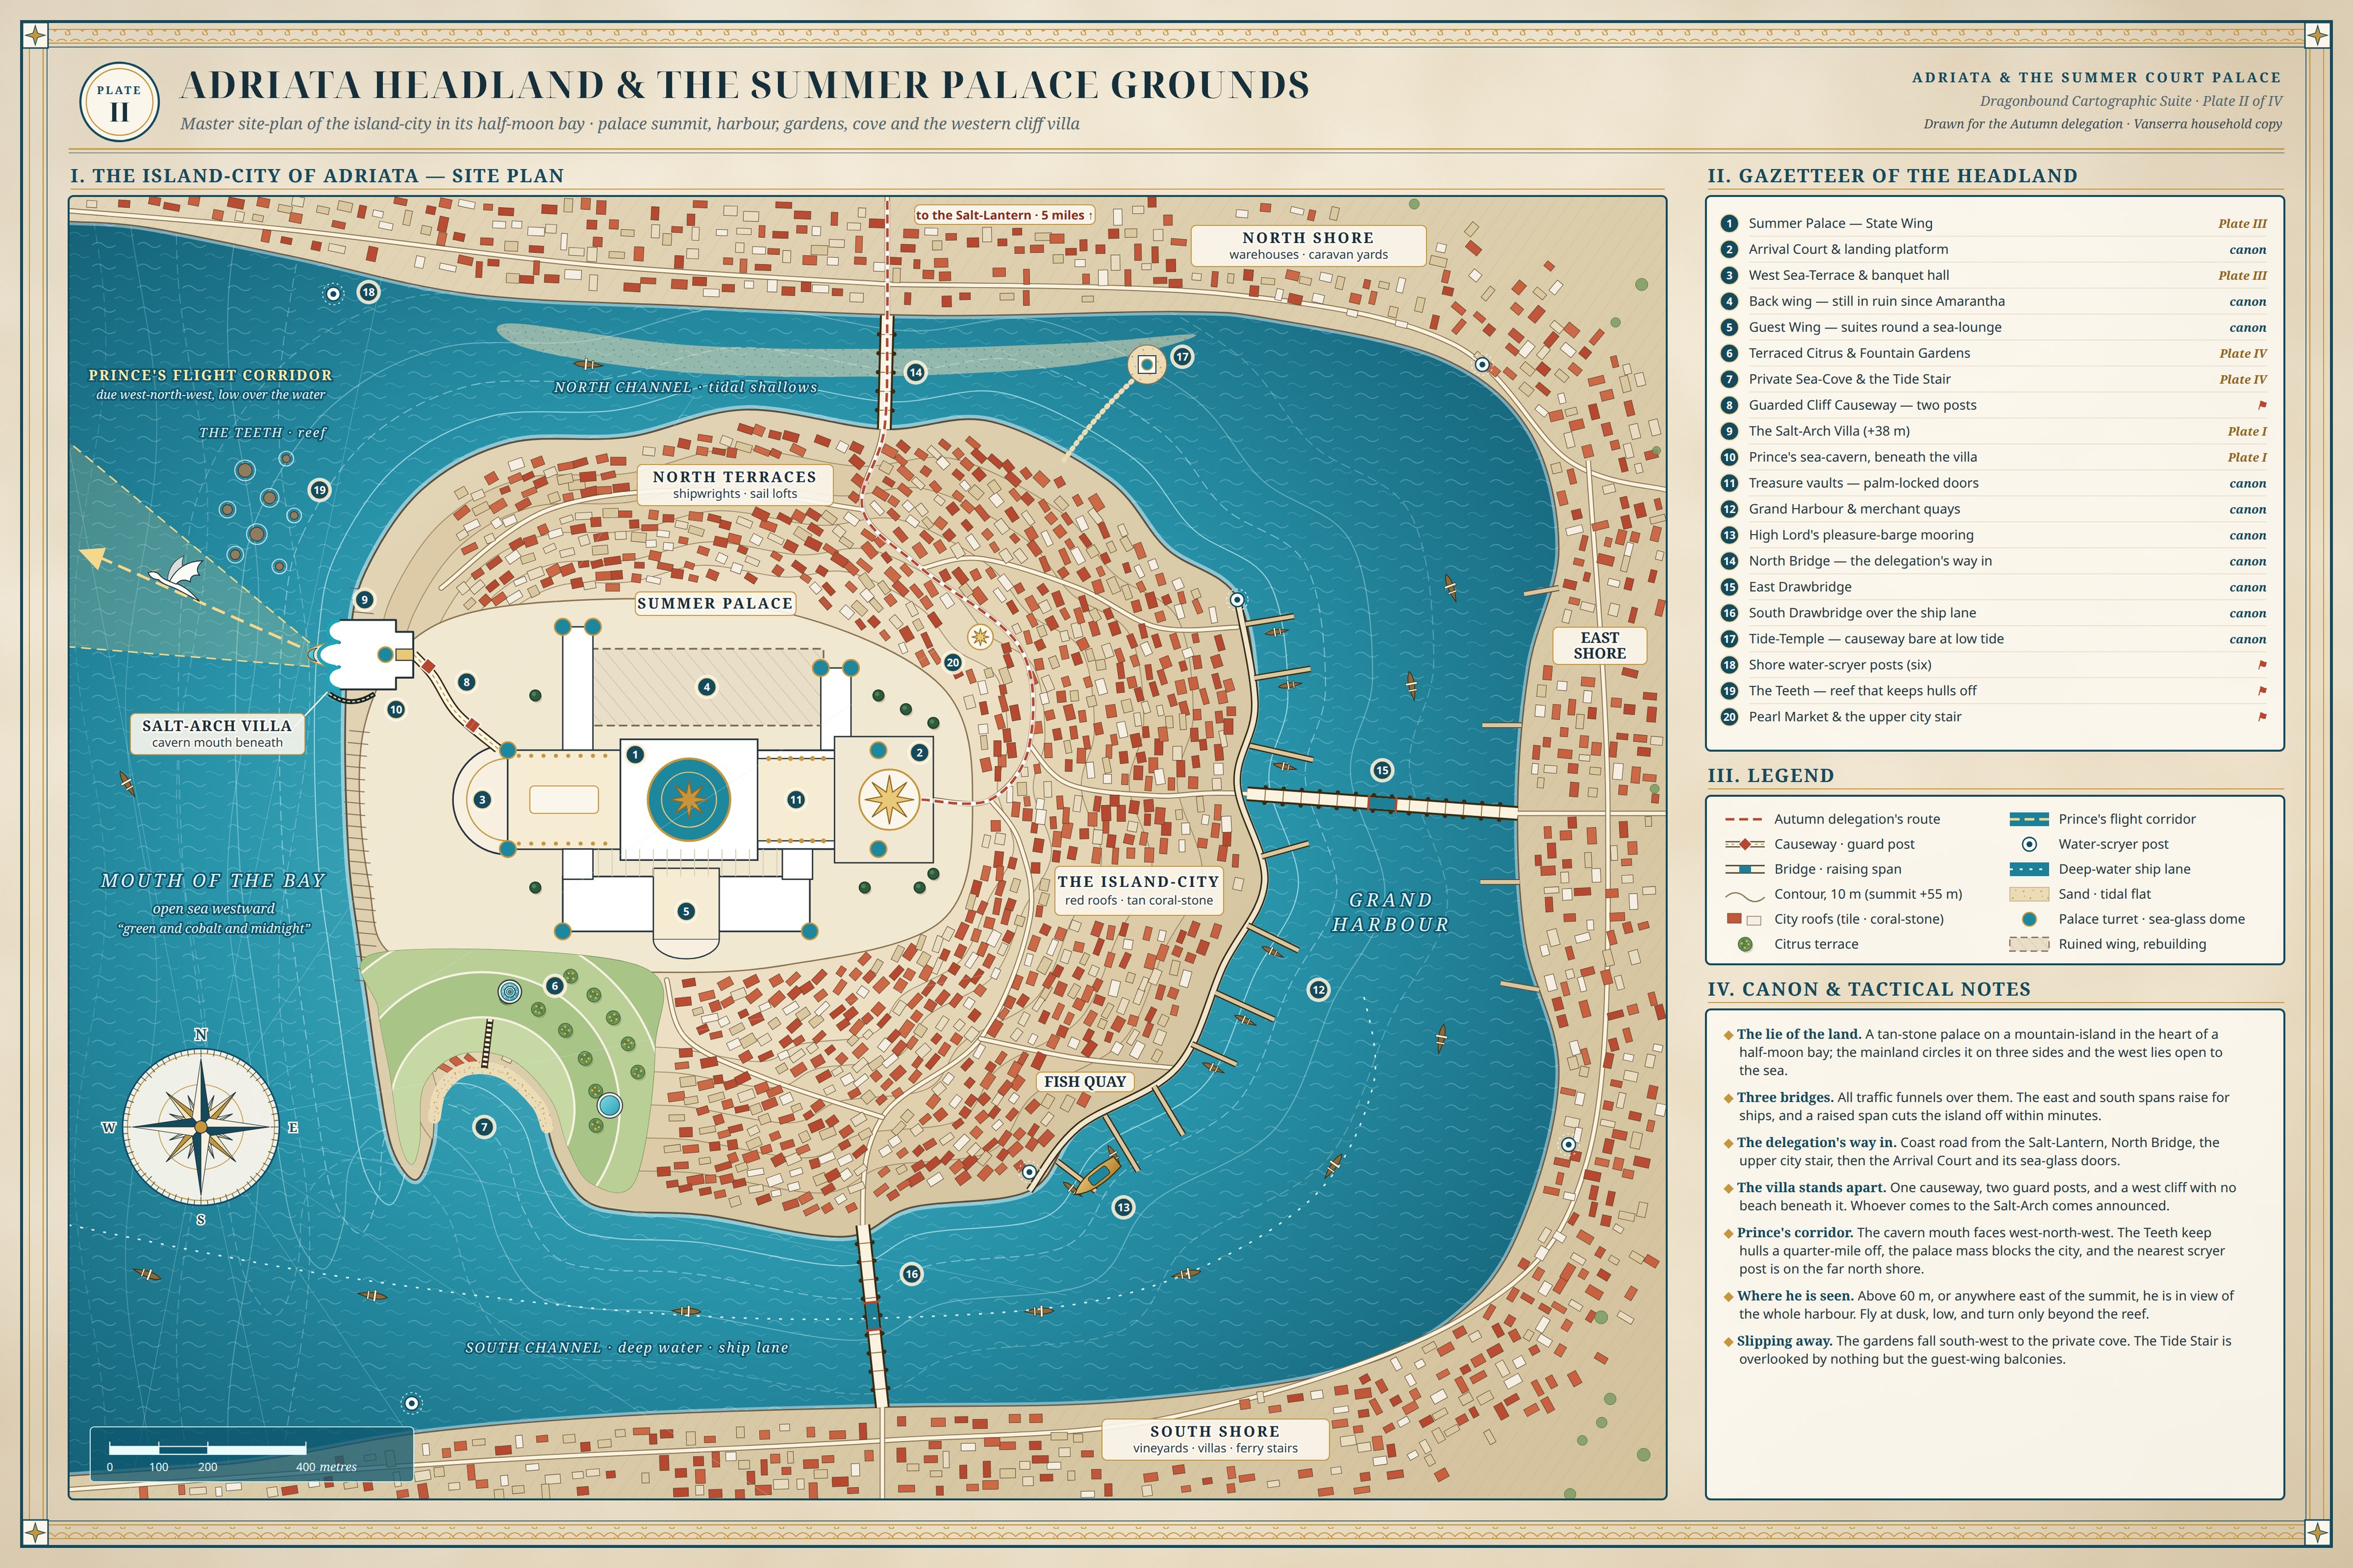 PLATE
II
ADRIATA HEADLAND & THE SUMMER PALACE GROUNDS
Master site-plan of the island-city in its half-moon bay · palace summit, harbour, gardens, cove and the western cliff villa
ADRIATA & THE SUMMER COURT PALACE
Dragonbound Cartographic Suite · Plate II of IV
Drawn for the Autumn delegation · Vanserra household copy
I. THE ISLAND-CITY OF ADRIATA — SITE PLAN
to the Salt-Lantern · 5 miles ↑
NORTH SHORE
warehouses · caravan yards
18
17
14
PRINCE'S FLIGHT CORRIDOR
due west-north-west, low over the water
NORTH CHANNEL · tidal shallows
THE TEETH · reef
19
NORTH TERRACES
shipwrights · sail lofts
9
SUMMER PALACE
EAST
SHORE
20
8
4
10
SALT-ARCH VILLA
cavern mouth beneath
1
2
15
3
11
MOUTH OF THE BAY
open sea westward
“green and cobalt and midnight”
THE ISLAND-CITY
red roofs · tan coral-stone
5
GRAND
HARBOUR
6
12
N
W
E
S
FISH QUAY
7
13
16
SOUTH CHANNEL · deep water · ship lane
SOUTH SHORE
vineyards · villas · ferry stairs
0 100 200 400 metres
II. GAZETTEER OF THE HEADLAND
1 Summer Palace — State Wing Plate III
2 Arrival Court & landing platform canon
3 West Sea-Terrace & banquet hall Plate III
4 Back wing — still in ruin since Amarantha canon
5 Guest Wing — suites round a sea-lounge canon
6 Terraced Citrus & Fountain Gardens Plate IV
7 Private Sea-Cove & the Tide Stair Plate IV
8 Guarded Cliff Causeway — two posts ⚑
9 The Salt-Arch Villa (+38 m) Plate I
10 Prince's sea-cavern, beneath the villa Plate I
11 Treasure vaults — palm-locked doors canon
12 Grand Harbour & merchant quays canon
13 High Lord's pleasure-barge mooring canon
14 North Bridge — the delegation's way in canon
15 East Drawbridge canon
16 South Drawbridge over the ship lane canon
17 Tide-Temple — causeway bare at low tide canon
18 Shore water-scryer posts (six) ⚑
19 The Teeth — reef that keeps hulls off ⚑
20 Pearl Market & the upper city stair ⚑
III. LEGEND
Autumn delegation's route
Prince's flight corridor
Causeway · guard post
Water-scryer post
Bridge · raising span
Deep-water ship lane
Contour, 10 m (summit +55 m)
Sand · tidal flat
City roofs (tile · coral-stone)
Palace turret · sea-glass dome
Citrus terrace
Ruined wing, rebuilding
IV. CANON & TACTICAL NOTES
◆ The lie of the land. A tan-stone palace on a mountain-island in the heart of a
half-moon bay; the mainland circles it on three sides and the west lies open to
the sea.
◆ Three bridges. All traffic funnels over them. The east and south spans raise for
ships, and a raised span cuts the island off within minutes.
◆ The delegation's way in. Coast road from the Salt-Lantern, North Bridge, the
upper city stair, then the Arrival Court and its sea-glass doors.
◆ The villa stands apart. One causeway, two guard posts, and a west cliff with no
beach beneath it. Whoever comes to the Salt-Arch comes announced.
◆ Prince's corridor. The cavern mouth faces west-north-west. The Teeth keep
hulls a quarter-mile off, the palace mass blocks the city, and the nearest scryer
post is on the far north shore.
◆ Where he is seen. Above 60 m, or anywhere east of the summit, he is in view of
the whole harbour. Fly at dusk, low, and turn only beyond the reef.
◆ Slipping away. The gardens fall south-west to the private cove. The Tide Stair is
overlooked by nothing but the guest-wing balconies.